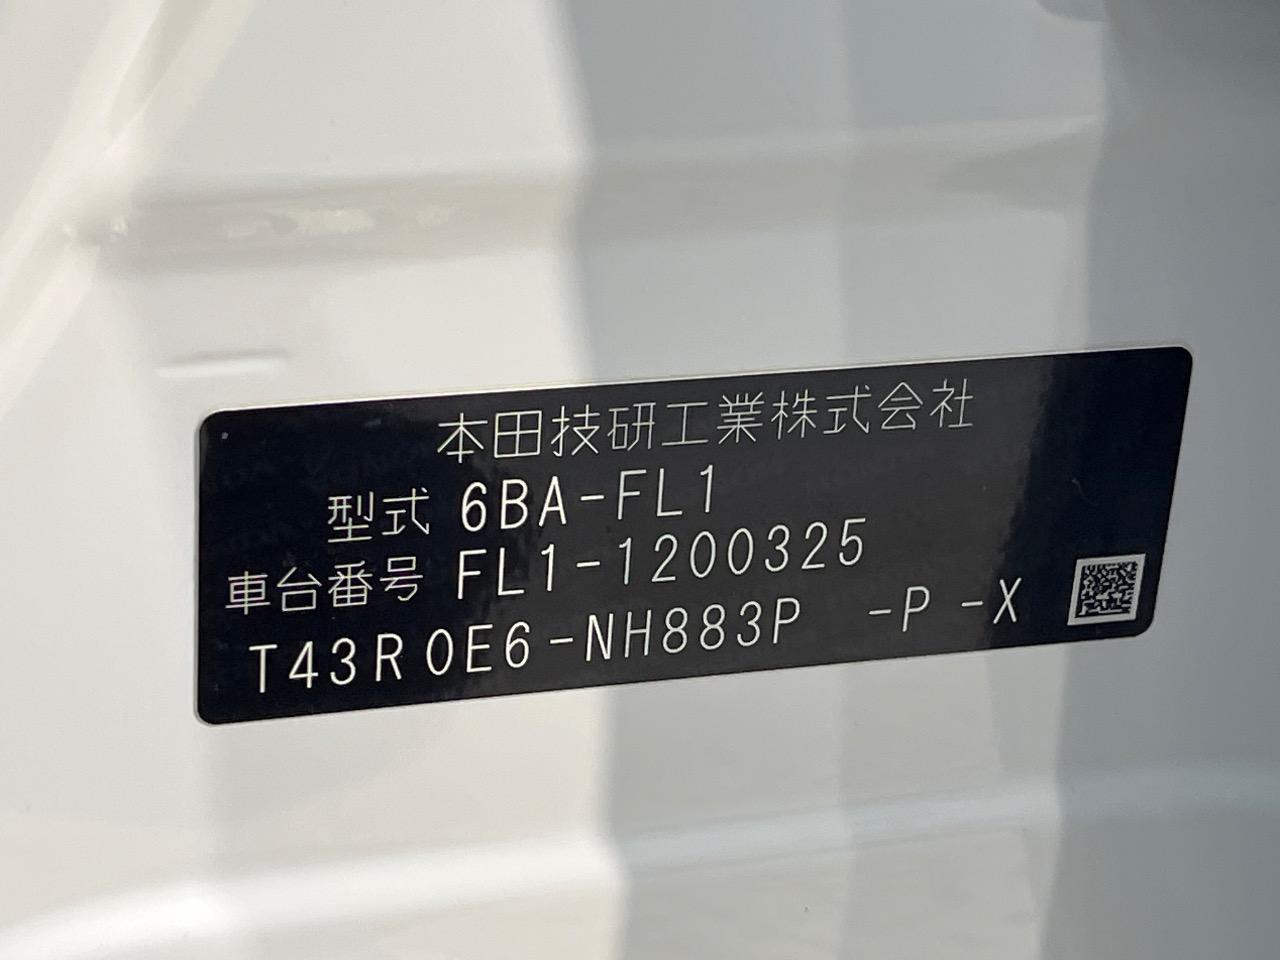 本田技研工業株式会社
型式 6BA-FL1
車台番号 FL1-1200325
T43R0E6-NH883P -P -X